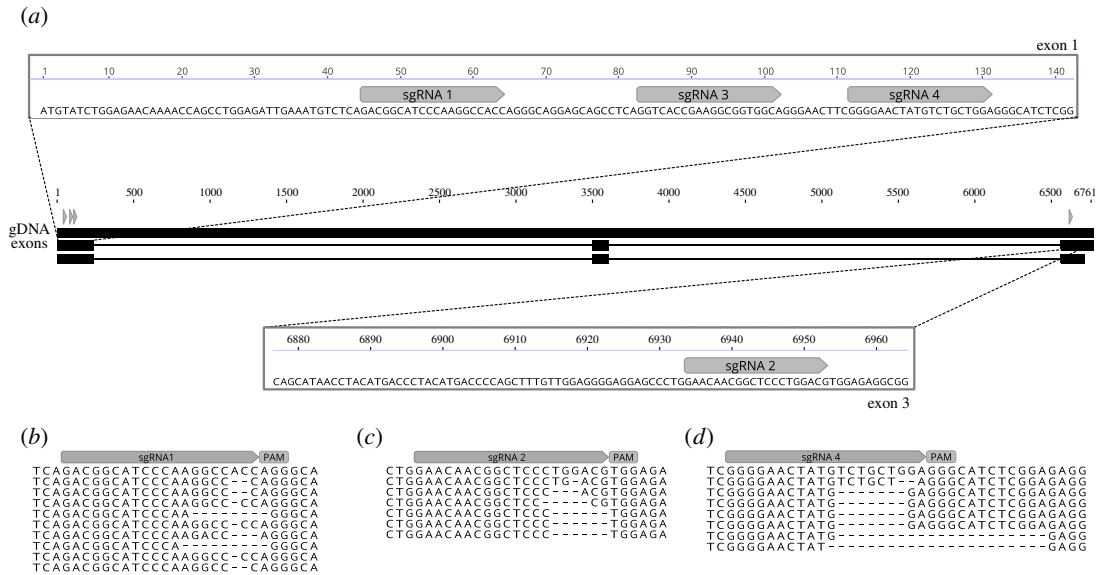 (a)
exon 1
1 10 20 30 40 50 60 70 80 90 100 110 120 130 140
sgRNA 1 sgRNA 3 sgRNA 4
ATGTATCTGGAGAACAAAACCAGCCTGGAGATTGAAATGTCTCAGACGGCATCCCAAGGCCACCAGGGCAGGAGCAGCCTCAGGTCACCGAAGGCGGTGGCAGGGAACTTCGGGGAACTATGTCTGCTGGAGGGCATCTCGG
1 500 1000 1500 2000 2500 3000 3500 4000 4500 5000 5500 6000 6500 6761
gDNA
exons
6880 6890 6900 6910 6920 6930 6940 6950 6960
sgRNA 2
CAGCATAACCTACATGACCCTACATGACCCCAGCTTTGTTGGAGGGGAGGAGCCCTGGAACAACGGCTCCCTGGACGTGGAGAGGCGG
exon 3
(b)
sgRNA1 PAM
TCAGACGGCATCCCAAGGCCACCAGGGCA
TCAGACGGCATCCCAAGGCC--CAGGGCA
TCAGACGGCATCCCAAGGCC--CAGGGCA
TCAGACGGCATCCCAAGGCC-CCAGGGCA
TCAGACGGCATCCCA---------GGGCA
TCAGACGGCATCCCAAGGCC-CCAGGGCA
TCAGACGGCATCCCAAGACC---AGGGCA
TCAGACGGCATCCCA---------GGGCA
TCAGACGGCATCCCAAGGCC-CCAGGGCA
TCAGACGGCATCCCAAGGCC--CAGGGCA
(c)
sgRNA 2 PAM
CTGGAACAACGGCTCCCTGGACGTGGAGA
CTGGAACAACGGCTCCCTG-ACGTGGAGA
CTGGAACAACGGCTCCC---ACGTGGAGA
CTGGAACAACGGCTCCC----CGTGGAGA
CTGGAACAACGGCTCCC------TGGAGA
CTGGAACAACGGCTCCC------TGGAGA
CTGGAACAACGGCTCCC------TGGAGA
(d)
sgRNA 4 PAM
TCGGGGAACTATGTCTGCTGGAGGGCATCTCGGAGAGG
TCGGGGAACTATGTCTGCT--AGGGCATCTCGGAGAGG
TCGGGGAACTATG-------GAGGGCATCTCGGAGAGG
TCGGGGAACTATG-------GAGGGCATCTCGGAGAGG
TCGGGGAACTATG-------GAGGGCATCTCGGAGAGG
TCGGGGAACTATG-------GAGGGCATCTCGGAGAGG
TCGGGGAACTATG---------------------GAGG
TCGGGGAACTAT----------------------GAGG